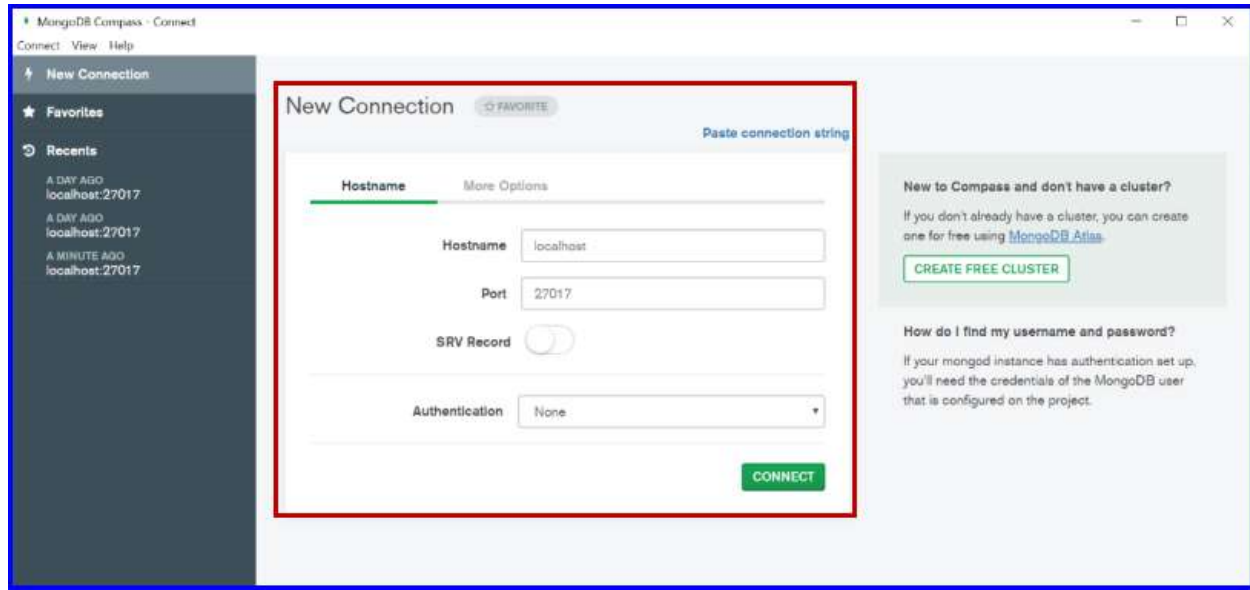 MongoDB Compass - Connect
Connect View Help
New Connection
Favorites
Recents
A DAY AGO
localhost:27017
A DAY AGO
localhost:27017
A MINUTE AGO
localhost:27017
New Connection FAVORITE
Paste connection string
Hostname More Options
Hostname localhost
Port 27017
SRV Record
Authentication None
CONNECT
New to Compass and don't have a cluster?
If you don't already have a cluster, you can create
one for free using MongoDB Atlas.
CREATE FREE CLUSTER
How do I find my username and password?
If your mongod instance has authentication set up,
you'll need the credentials of the MongoDB user
that is configured on the project.